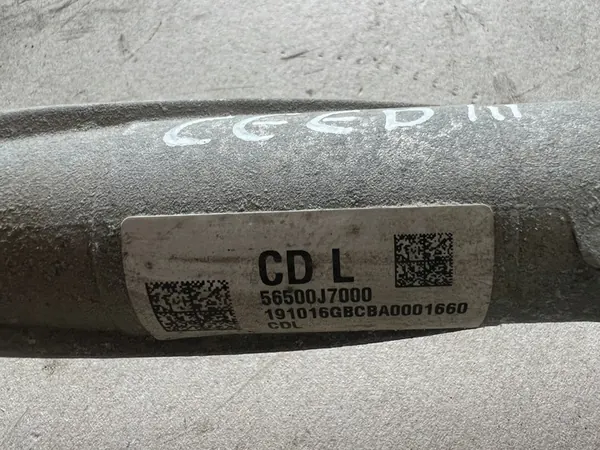 CEED III
CD L
56500J7000
191016GBCBA0001660
CDL